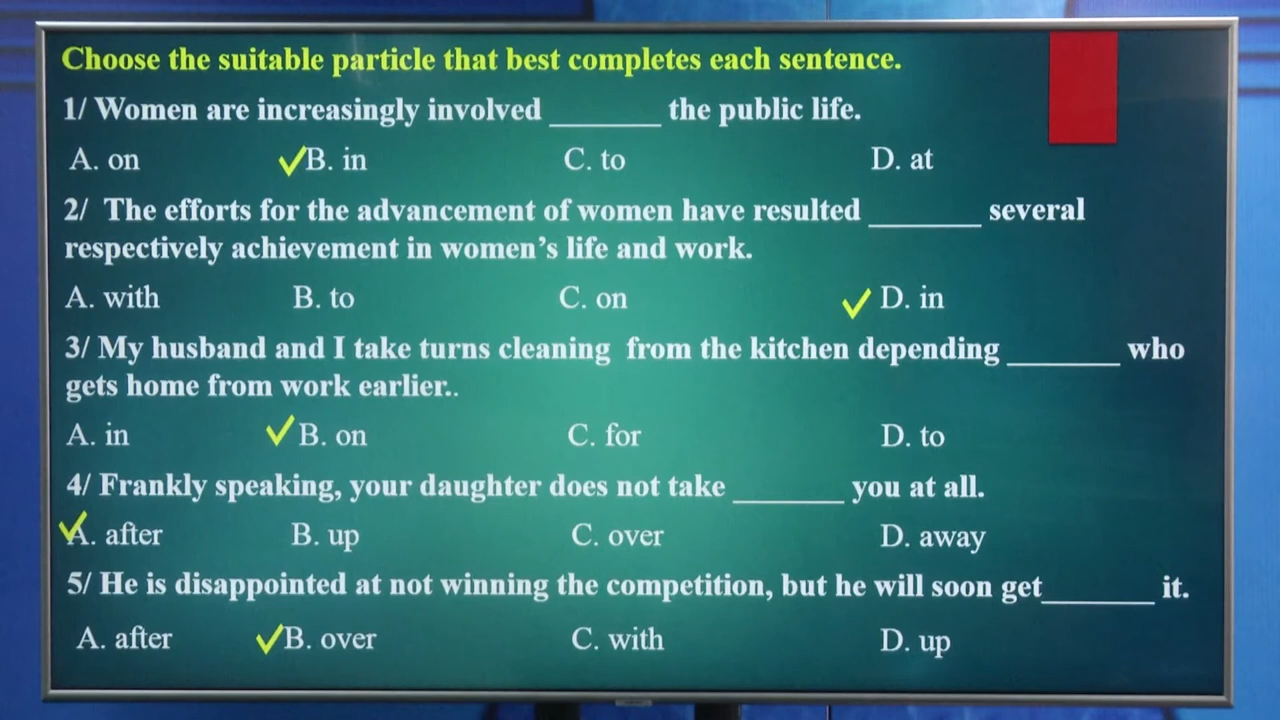 Choose the suitable particle that best completes each sentence.
1/ Women are increasingly involved _______ the public life.
A. on ✓B. in C. to D. at
2/ The efforts for the advancement of women have resulted _______ several
respectively achievement in women’s life and work.
A. with B. to C. on ✓ D. in
3/ My husband and I take turns cleaning from the kitchen depending _______ who
gets home from work earlier..
A. in ✓ B. on C. for D. to
4/ Frankly speaking, your daughter does not take _______ you at all.
✓A. after B. up C. over D. away
5/ He is disappointed at not winning the competition, but he will soon get_______ it.
A. after ✓B. over C. with D. up